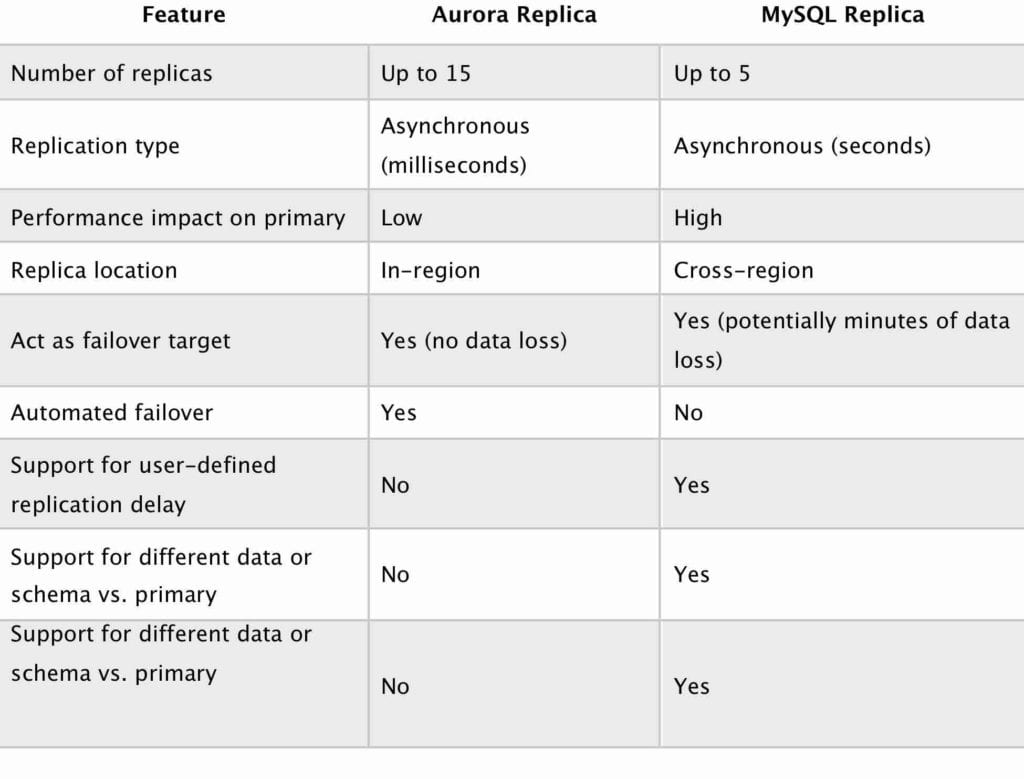 Feature Aurora Replica MySQL Replica
Number of replicas Up to 15 Up to 5
Replication type Asynchronous (milliseconds) Asynchronous (seconds)
Performance impact on primary Low High
Replica location In-region Cross-region
Act as failover target Yes (no data loss) Yes (potentially minutes of data loss)
Automated failover Yes No
Support for user-defined replication delay No Yes
Support for different data or schema vs. primary No Yes
Support for different data or schema vs. primary No Yes